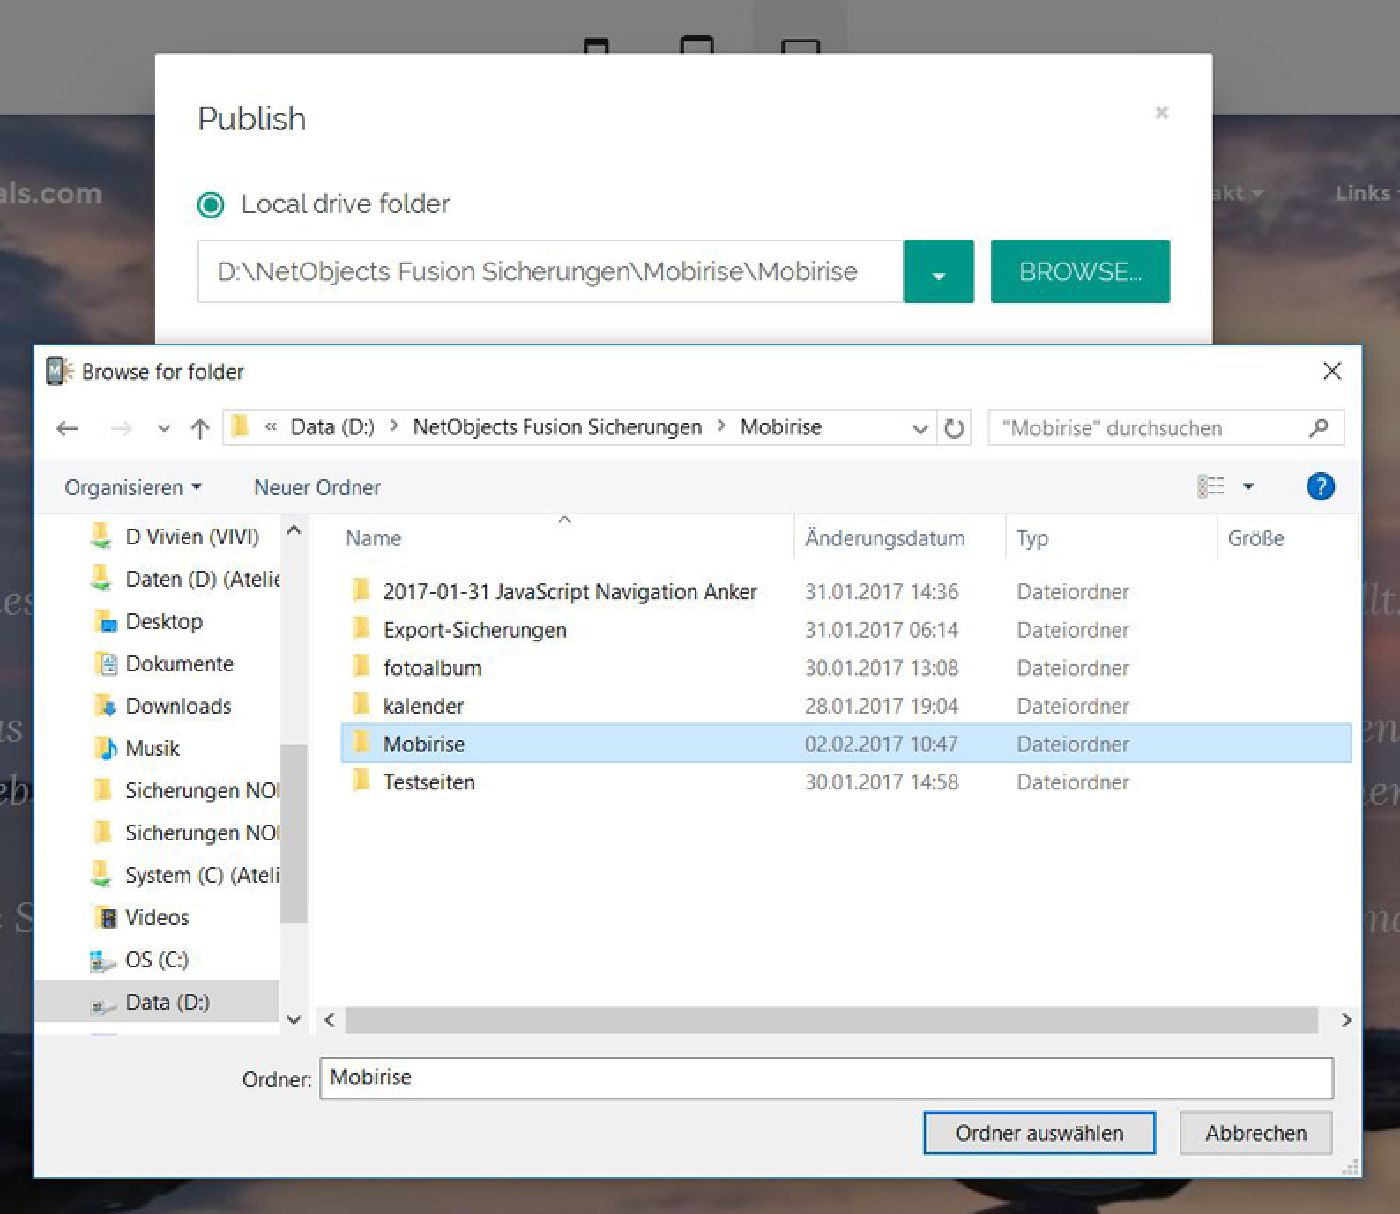 Publish
als.com
Local drive folder
akt
Links
D:\NetObjects Fusion Sicherungen\Mobirise\Mobirise
BROWSE...
Browse for folder
« Data (D:) > NetObjects Fusion Sicherungen > Mobirise
"Mobirise" durchsuchen
Organisieren
Neuer Ordner
?
D Vivien (VIVI)
Daten (D) (Atelie
Desktop
Dokumente
Downloads
Musik
Sicherungen NO
Sicherungen NO
System (C) (Ateli
Videos
OS (C:)
Data (D:)
Name Änderungsdatum Typ Größe
2017-01-31 JavaScript Navigation Anker 31.01.2017 14:36 Dateiordner
Export-Sicherungen 31.01.2017 06:14 Dateiordner
fotoalbum 30.01.2017 13:08 Dateiordner
kalender 28.01.2017 19:04 Dateiordner
Mobirise 02.02.2017 10:47 Dateiordner
Testseiten 30.01.2017 14:58 Dateiordner
Ordner: Mobirise
Ordner auswählen
Abbrechen